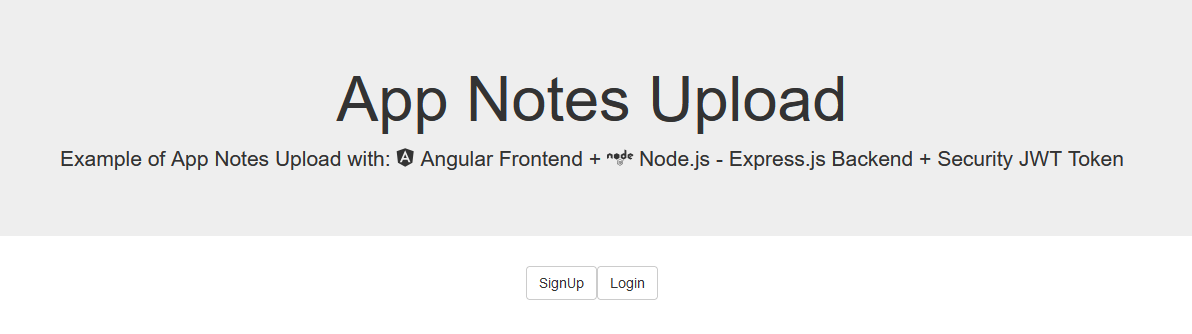 App Notes Upload
Example of App Notes Upload with: Angular Frontend + node Node.js - Express.js Backend + Security JWT Token
SignUp Login